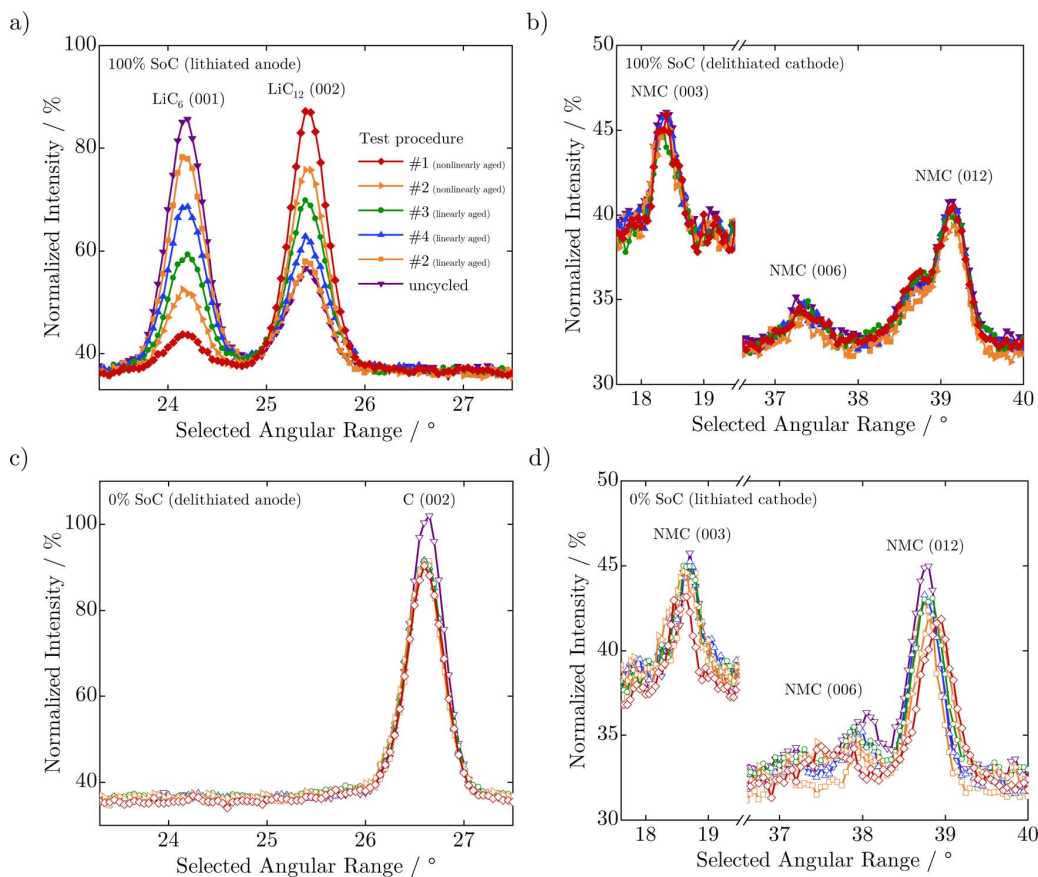 a)
100% SoC (lithiated anode)
LiC₆ (001)
LiC₁₂ (002)
Test procedure
#1 (nonlinearly aged)
#2 (nonlinearly aged)
#3 (linearly aged)
#4 (linearly aged)
#2 (linearly aged)
uncycled
Normalized Intensity / %
100
80
60
40
24 25 26 27
Selected Angular Range / °
b)
100% SoC (delithiated cathode)
NMC (003)
NMC (012)
NMC (006)
Normalized Intensity / %
50
45
40
35
30
18 19 37 38 39 40
Selected Angular Range / °
c)
0% SoC (delithiated anode)
C (002)
Normalized Intensity / %
100
80
60
40
24 25 26 27
Selected Angular Range / °
d)
0% SoC (lithiated cathode)
NMC (003)
NMC (012)
NMC (006)
Normalized Intensity / %
50
45
40
35
30
18 19 37 38 39 40
Selected Angular Range / °